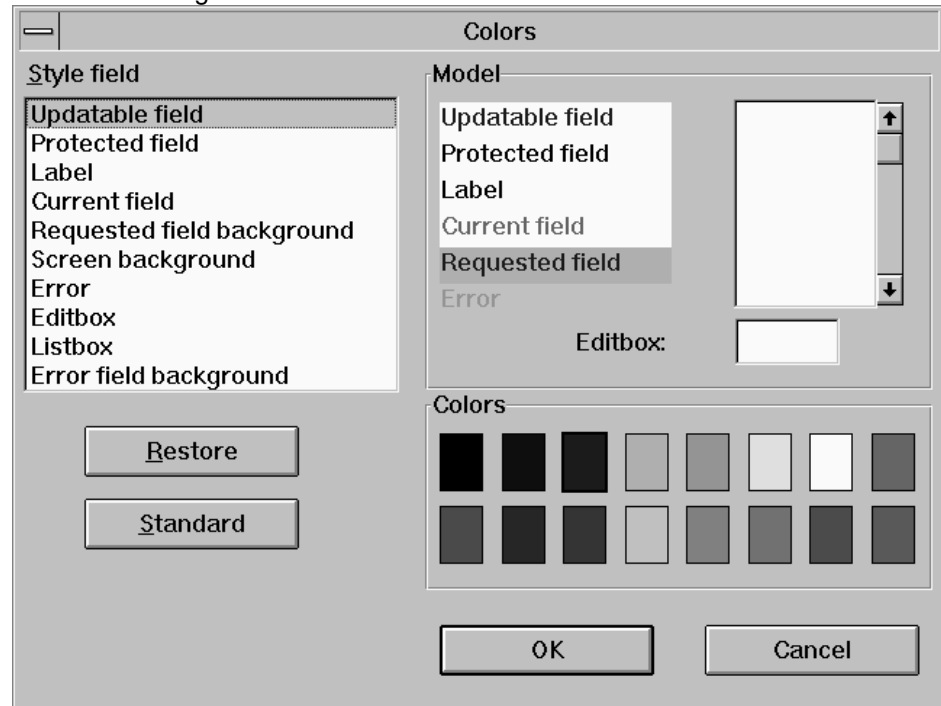 Colors
Style field
Updatable field
Protected field
Label
Current field
Requested field background
Screen background
Error
Editbox
Listbox
Error field background
Restore
Standard
Model
Updatable field
Protected field
Label
Current field
Requested field
Error
Editbox:
Colors
OK
Cancel